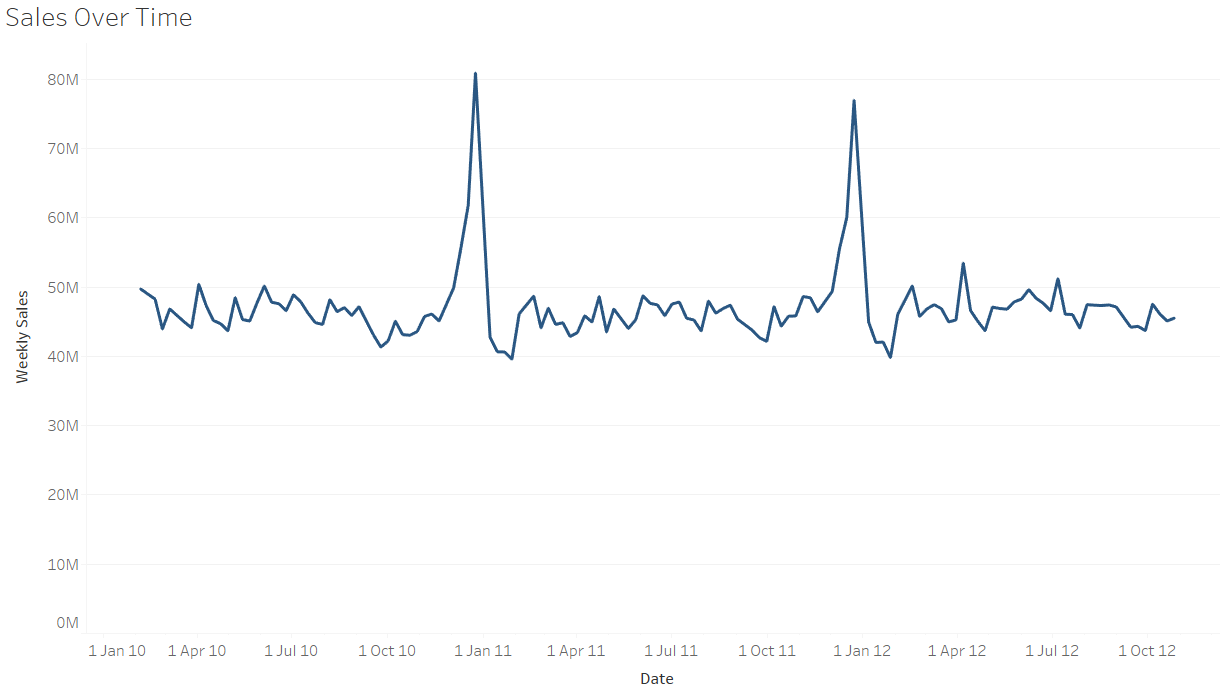 Sales Over Time
80M
70M
60M
50M
40M
30M
20M
10M
0M
Weekly Sales
1 Jan 10 1 Apr 10 1 Jul 10 1 Oct 10 1 Jan 11 1 Apr 11 1 Jul 11 1 Oct 11 1 Jan 12 1 Apr 12 1 Jul 12 1 Oct 12
Date